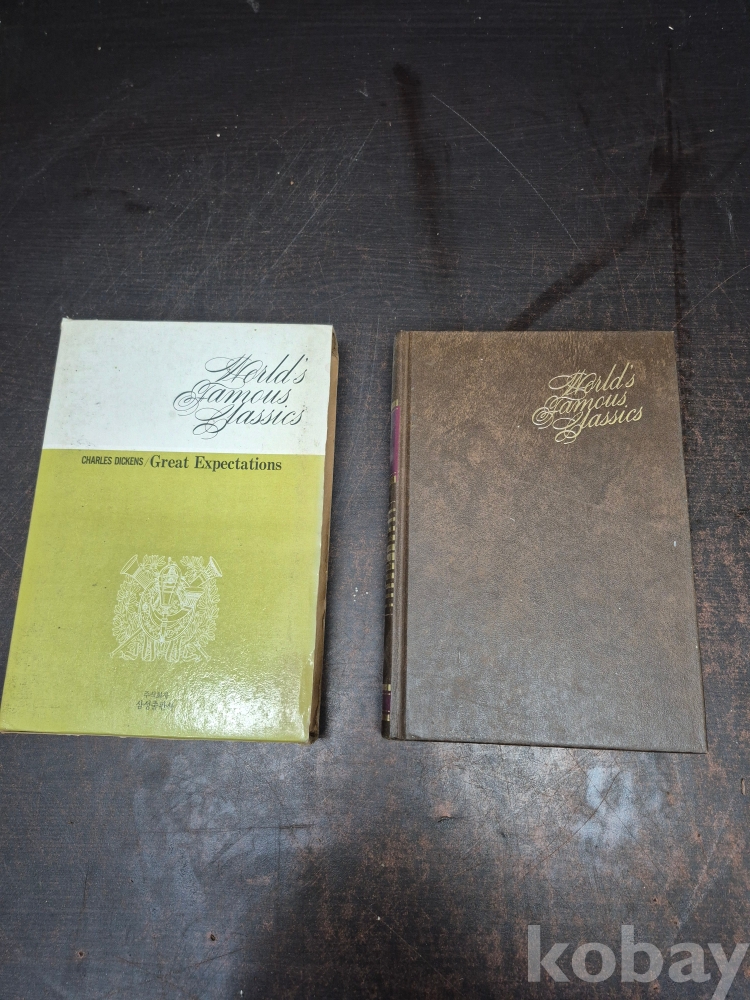 World's
Famous
Classics
CHARLES DICKENS / Great Expectations
주식회사
삼성출판사
World's
Famous
Classics
kobay